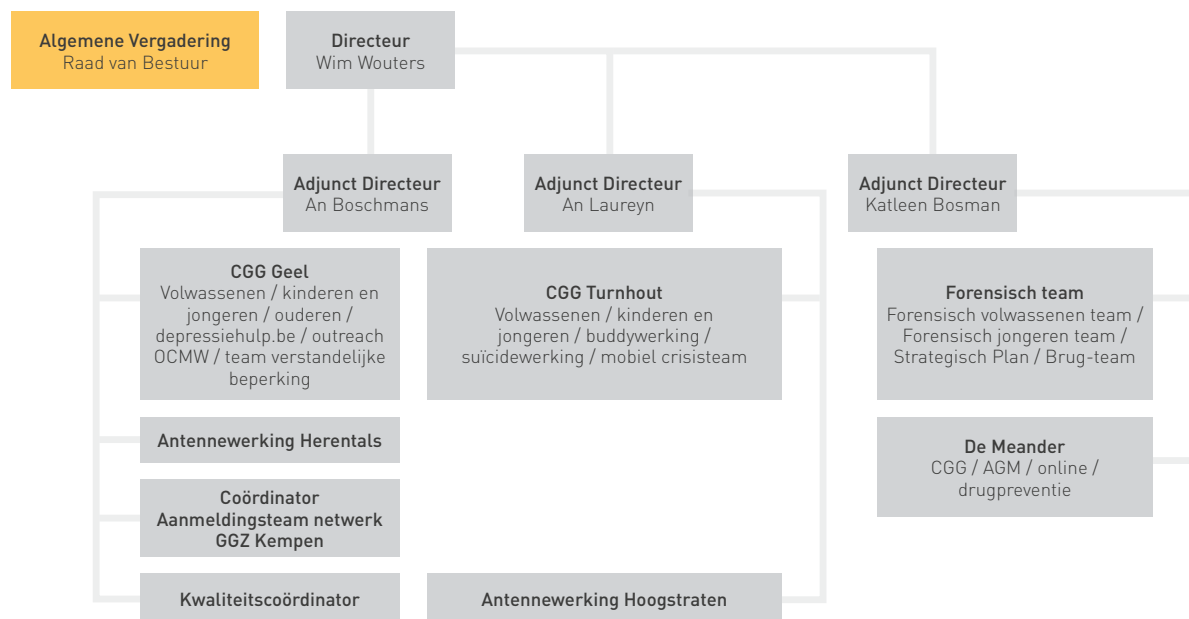 Algemene Vergadering
Raad van Bestuur
Directeur
Wim Wouters
Adjunct Directeur
An Boschmans
Adjunct Directeur
An Laureyn
Adjunct Directeur
Katleen Bosman
CGG Geel
Volwassenen / kinderen en
jongeren / ouderen /
depressiehulp.be / outreach
OCMW / team verstandelijke
beperking
CGG Turnhout
Volwassenen / kinderen en
jongeren / buddywerking /
suïcidewerking / mobiel crisisteam
Forensisch team
Forensisch volwassenen team /
Forensisch jongeren team /
Strategisch Plan / Brug-team
Antennewerking Herentals
De Meander
CGG / AGM / online /
drugpreventie
Coördinator
Aanmeldingsteam netwerk
GGZ Kempen
Kwaliteitscoördinator
Antennewerking Hoogstraten